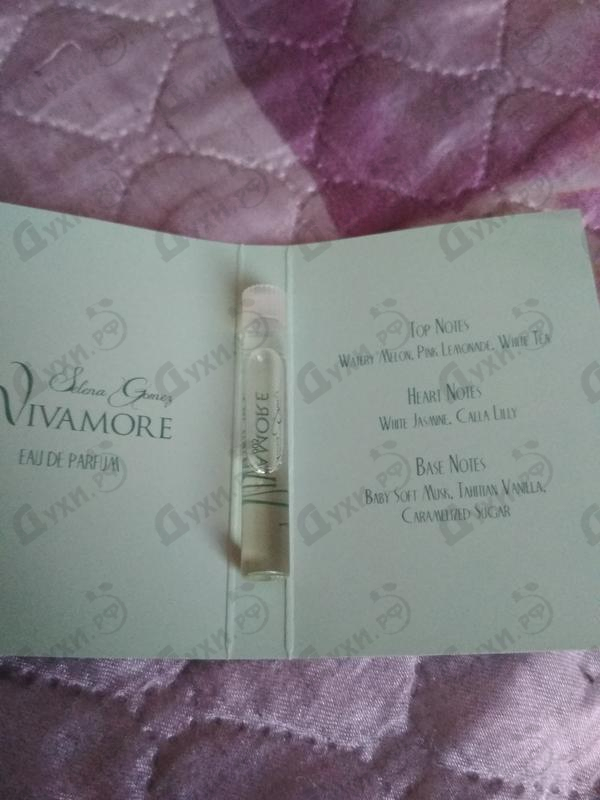 Selena Gomez
VIVAMORE
EAU DE PARFUM
TOP NOTES
WATERY MELON, PINK LEMONADE, WHITE TEA
HEART NOTES
WHITE JASMINE, CALLA LILLY
BASE NOTES
BABY SOFT MUSK, TAHITIAN VANILLA,
CARAMELIZED SUGAR
Духи.рф